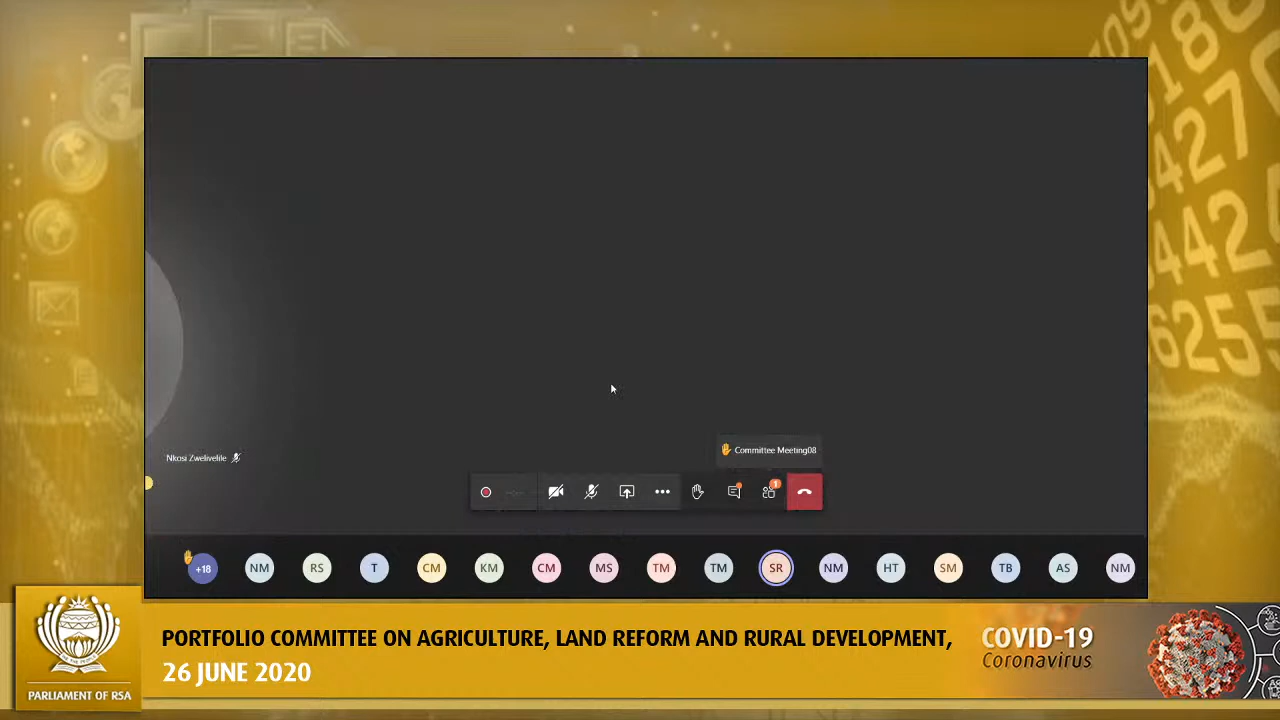 Nkosi Zwelivelile
Committee Meeting08
1
+18 NM RS T CM KM CM MS TM TM SR NM HT SM TB AS NM
PORTFOLIO COMMITTEE ON AGRICULTURE, LAND REFORM AND RURAL DEVELOPMENT,
26 JUNE 2020
COVID-19
Coronavirus
PARLIAMENT OF RSA